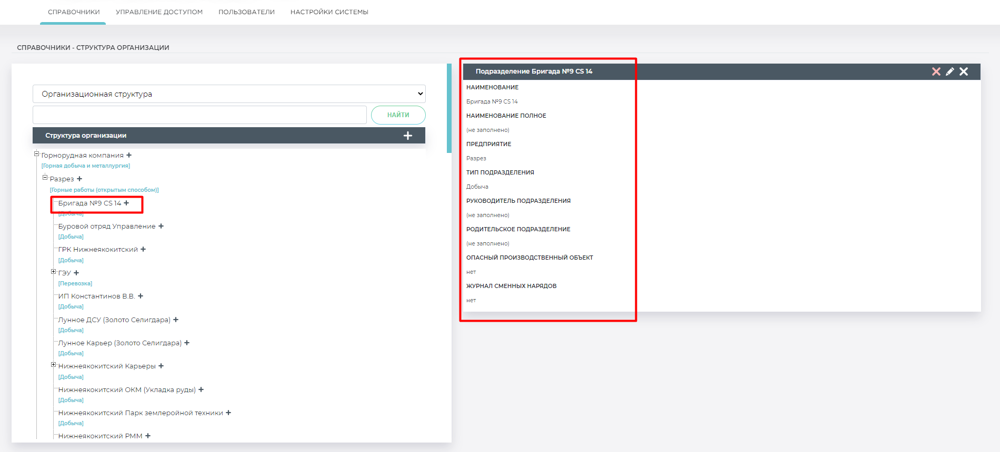 СПРАВОЧНИКИ УПРАВЛЕНИЕ ДОСТУПОМ ПОЛЬЗОВАТЕЛИ НАСТРОЙКИ СИСТЕМЫ
СПРАВОЧНИКИ - СТРУКТУРА ОРГАНИЗАЦИИ
Организационная структура
НАЙТИ
Структура организации
Горнорудная компания
[Горная добыча и металлургия]
Разрез
[Горные работы (открытым способом)]
Бригада №9 CS 14
[Добыча]
Буровой отряд Управление
[Добыча]
ГРК Нижнеякокитский
[Добыча]
ГЭУ
[Перевозка]
ИП Константинов В.В.
[Добыча]
Лунное ДСУ (Золото Селигдара)
[Добыча]
Лунное Карьер (Золото Селигдара)
[Добыча]
Нижнеякокитский Карьеры
[Добыча]
Нижнеякокитский ОКМ (Укладка руды)
[Добыча]
Нижнеякокитский Парк землеройной техники
[Добыча]
Нижнеякокитский РММ
Подразделение Бригада №9 CS 14
НАИМЕНОВАНИЕ
Бригада №9 CS 14
НАИМЕНОВАНИЕ ПОЛНОЕ
(не заполнено)
ПРЕДПРИЯТИЕ
Разрез
ТИП ПОДРАЗДЕЛЕНИЯ
Добыча
РУКОВОДИТЕЛЬ ПОДРАЗДЕЛЕНИЯ
(не заполнено)
РОДИТЕЛЬСКОЕ ПОДРАЗДЕЛЕНИЕ
(не заполнено)
ОПАСНЫЙ ПРОИЗВОДСТВЕННЫЙ ОБЪЕКТ
нет
ЖУРНАЛ СМЕННЫХ НАРЯДОВ
нет